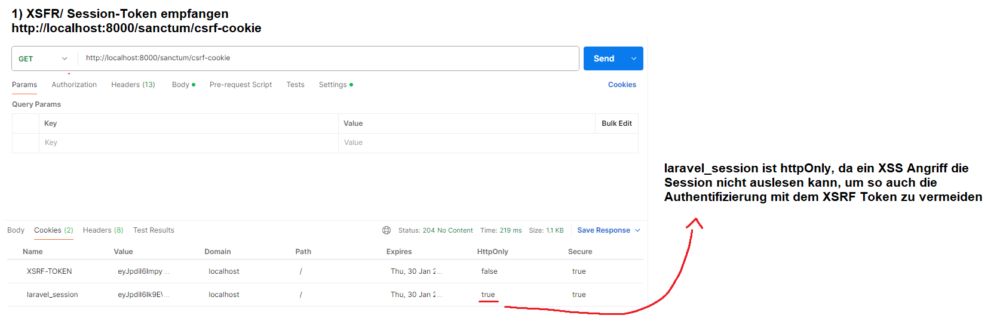 1) XSFR/ Session-Token empfangen
http://localhost:8000/sanctum/csrf-cookie
GET http://localhost:8000/sanctum/csrf-cookie Send
Params Authorization Headers (13) Body Pre-request Script Tests Settings Cookies
Query Params
Key Value Bulk Edit
Key Value
laravel_session ist httpOnly, da ein XSS Angriff die
Session nicht auslesen kann, um so auch die
Authentifizierung mit dem XSRF Token zu vermeiden
Body Cookies (2) Headers (8) Test Results Status: 204 No Content Time: 219 ms Size: 1.1 KB Save Response
Name Value Domain Path Expires HttpOnly Secure
XSRF-TOKEN eyJpdiI6Impy... localhost / Thu, 30 Jan 2... false true
laravel_session eyJpdiI6Ik9E... localhost / Thu, 30 Jan 2... true true